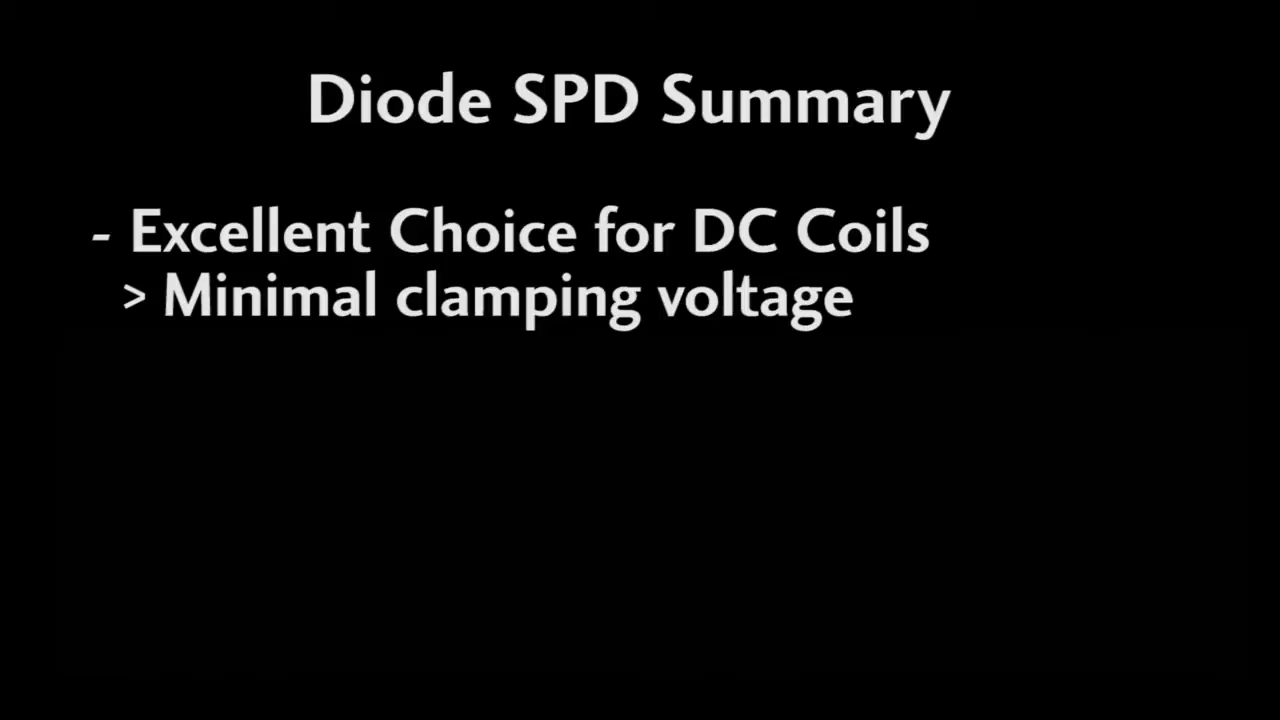 Diode SPD Summary
- Excellent Choice for DC Coils
> Minimal clamping voltage